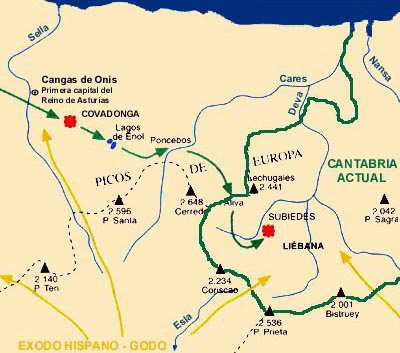 Sella
Cares
Nansa
Deva
Cangas de Onis
Primera capital del
Reino de Asturias
COVADONGA
Lagos
de Enol
Poncebos
PICOS DE EUROPA
CANTABRIA
ACTUAL
Lechugales
2.441
Aliva
2 596
P. Santa
2 648
Cerredo
SUBIEDES
LIÉBANA
2 042
P. Sagra
2 140
P. Ten
2.234
Coriscao
Esla
2 001
Bistruey
2 536
P. Prieta
EXODO HISPANO - GODO